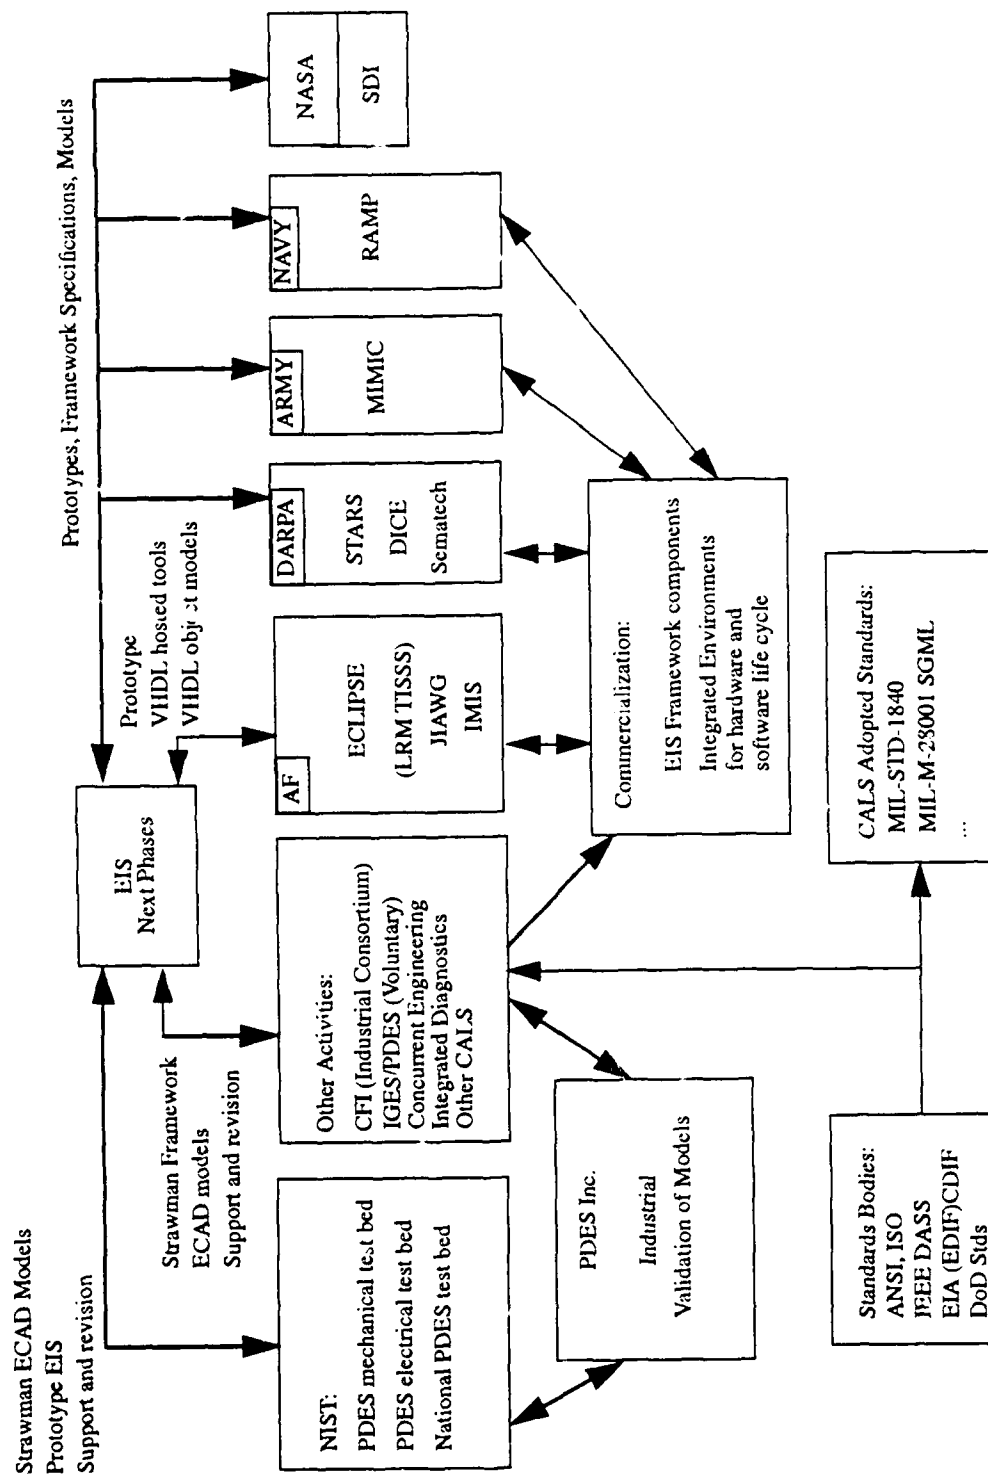 Strawman ECAD Models
Prototype EIS
Support and revision
Strawman Framework
ECAD models
Support and revision
EIS
Next Phases
Prototype
VHDL hosted tools
VHDL object models
Prototypes, Framework Specifications, Models
NIST:
PDES mechanical test bed
PDES electrical test bed
National PDES test bed
Other Activities:
CFI (Industrial Consortium)
IGES/PDES (Voluntary)
Concurrent Engineering
Integrated Diagnostics
Other CALS
AF
ECLIPSE
(LRM TISSS)
JIAWG
IMIS
DARPA
STARS
DICE
Sematech
ARMY
MIMIC
NAVY
RAMP
NASA
SDI
PDES Inc.
Industrial
Validation of Models
Commercialization:
EIS Framework components
Integrated Environments
for hardware and
software life cycle
Standards Bodies:
ANSI, ISO
IEEE DASS
EIA (EDIF)CDIF
DoD Stds
CALS Adopted Standards:
MIL-STD-1840
MIL-M-28001 SGML
...